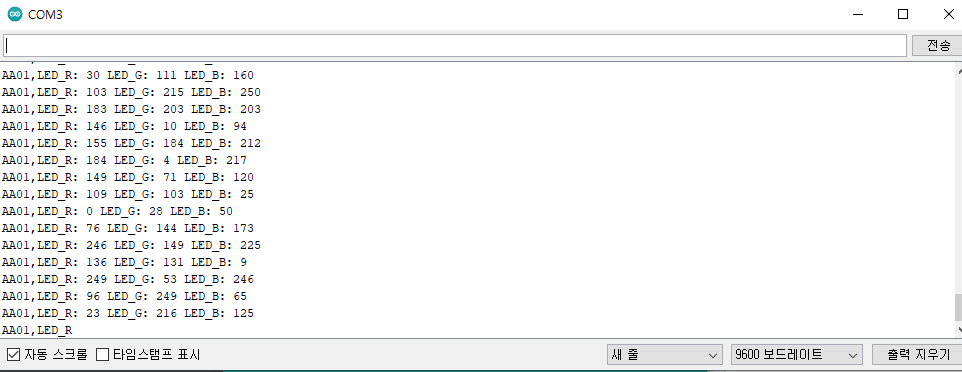 COM3
전송
AA01,LED_R: 30 LED_G: 111 LED_B: 160
AA01,LED_R: 103 LED_G: 215 LED_B: 250
AA01,LED_R: 183 LED_G: 203 LED_B: 203
AA01,LED_R: 146 LED_G: 10 LED_B: 94
AA01,LED_R: 155 LED_G: 184 LED_B: 212
AA01,LED_R: 184 LED_G: 4 LED_B: 217
AA01,LED_R: 149 LED_G: 71 LED_B: 120
AA01,LED_R: 109 LED_G: 103 LED_B: 25
AA01,LED_R: 0 LED_G: 28 LED_B: 50
AA01,LED_R: 76 LED_G: 144 LED_B: 173
AA01,LED_R: 246 LED_G: 149 LED_B: 225
AA01,LED_R: 136 LED_G: 131 LED_B: 9
AA01,LED_R: 249 LED_G: 53 LED_B: 246
AA01,LED_R: 96 LED_G: 249 LED_B: 65
AA01,LED_R: 23 LED_G: 216 LED_B: 125
AA01,LED_R
자동 스크롤 타임스탬프 표시 새 줄 9600 보드레이트 출력 지우기